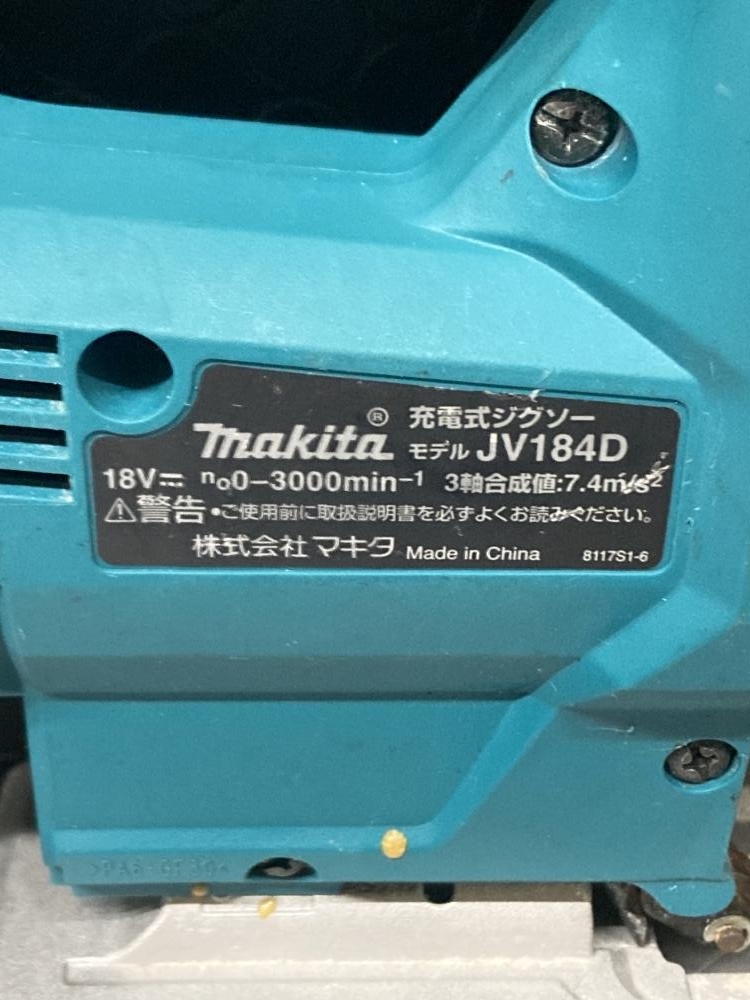 makita® 充電式ジグソー
モデル JV184D
18V⎓ n₀0–3000min⁻¹ 3軸合成値:7.4m/s²
⚠警告 •ご使用前に取扱説明書を必ずよくお読みください。
株式会社マキタ Made in China 8117S1-6
>PA6-GF30<